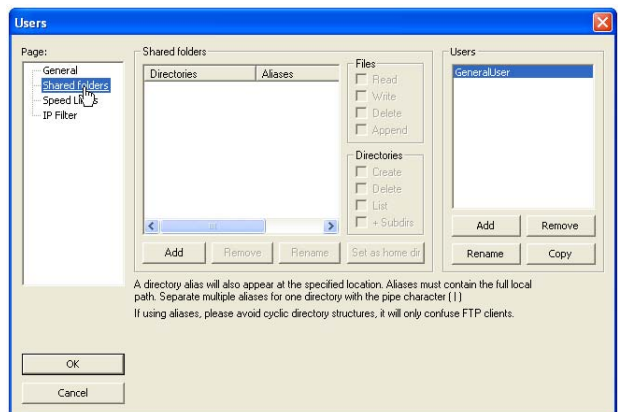 Users
Page:
General
Shared folders
Speed Limits
IP Filter
OK
Cancel
Shared folders
Directories
Aliases
Add
Remove
Rename
Set as home dir
Files
Read
Write
Delete
Append
Directories
Create
Delete
List
+ Subdirs
Users
GeneralUser
Add
Remove
Rename
Copy
A directory alias will also appear at the specified location. Aliases must contain the full local
path. Separate multiple aliases for one directory with the pipe character ( | )
If using aliases, please avoid cyclic directory structures, it will only confuse FTP clients.